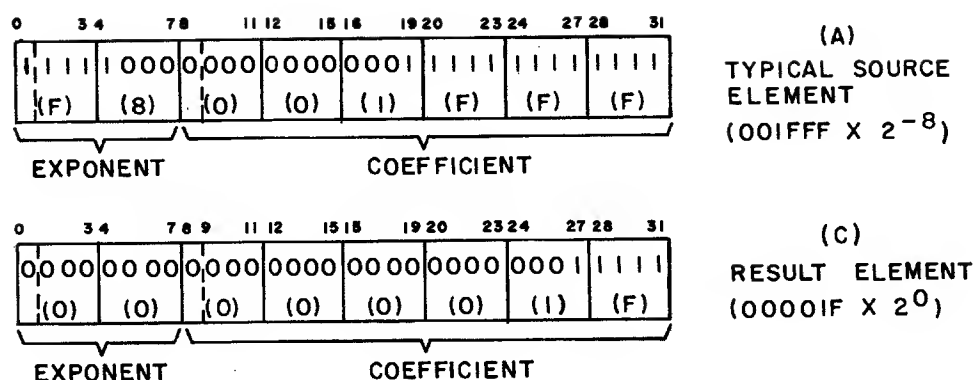 0 3 4 7 8 11 12 15 16 19 20 23 24 27 28 31
1 1 1 1 1 0 0 0 0 0 0 0 0 0 0 0 0 0 0 1 1 1 1 1 1 1 1 1 1 1 1 1
(F) (8) (0) (0) (1) (F) (F) (F)
EXPONENT COEFFICIENT
(A)
TYPICAL SOURCE
ELEMENT
(001FFF X 2^-8)
0 3 4 7 8 9 11 12 15 16 19 20 23 24 27 28 31
0 0 0 0 0 0 0 0 0 0 0 0 0 0 0 0 0 0 0 0 0 0 0 0 0 0 0 1 1 1 1 1
(0) (0) (0) (0) (0) (0) (1) (F)
EXPONENT COEFFICIENT
(C)
RESULT ELEMENT
(00001F X 2^0)